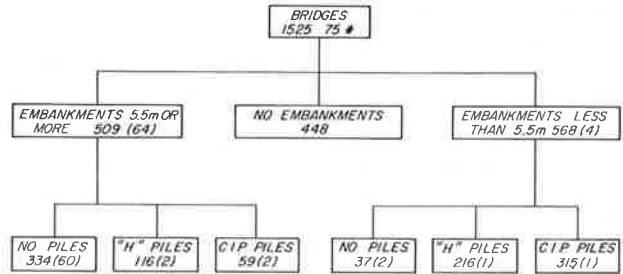 BRIDGES
1525 75 #
EMBANKMENTS 5.5m OR
MORE 509 (64)
NO EMBANKMENTS
448
EMBANKMENTS LESS
THAN 5.5m 568 (4)
NO PILES
334(60)
"H" PILES
116(2)
CIP PILES
59(2)
NO PILES
37(2)
"H" PILES
216(1)
CIP PILES
315(1)